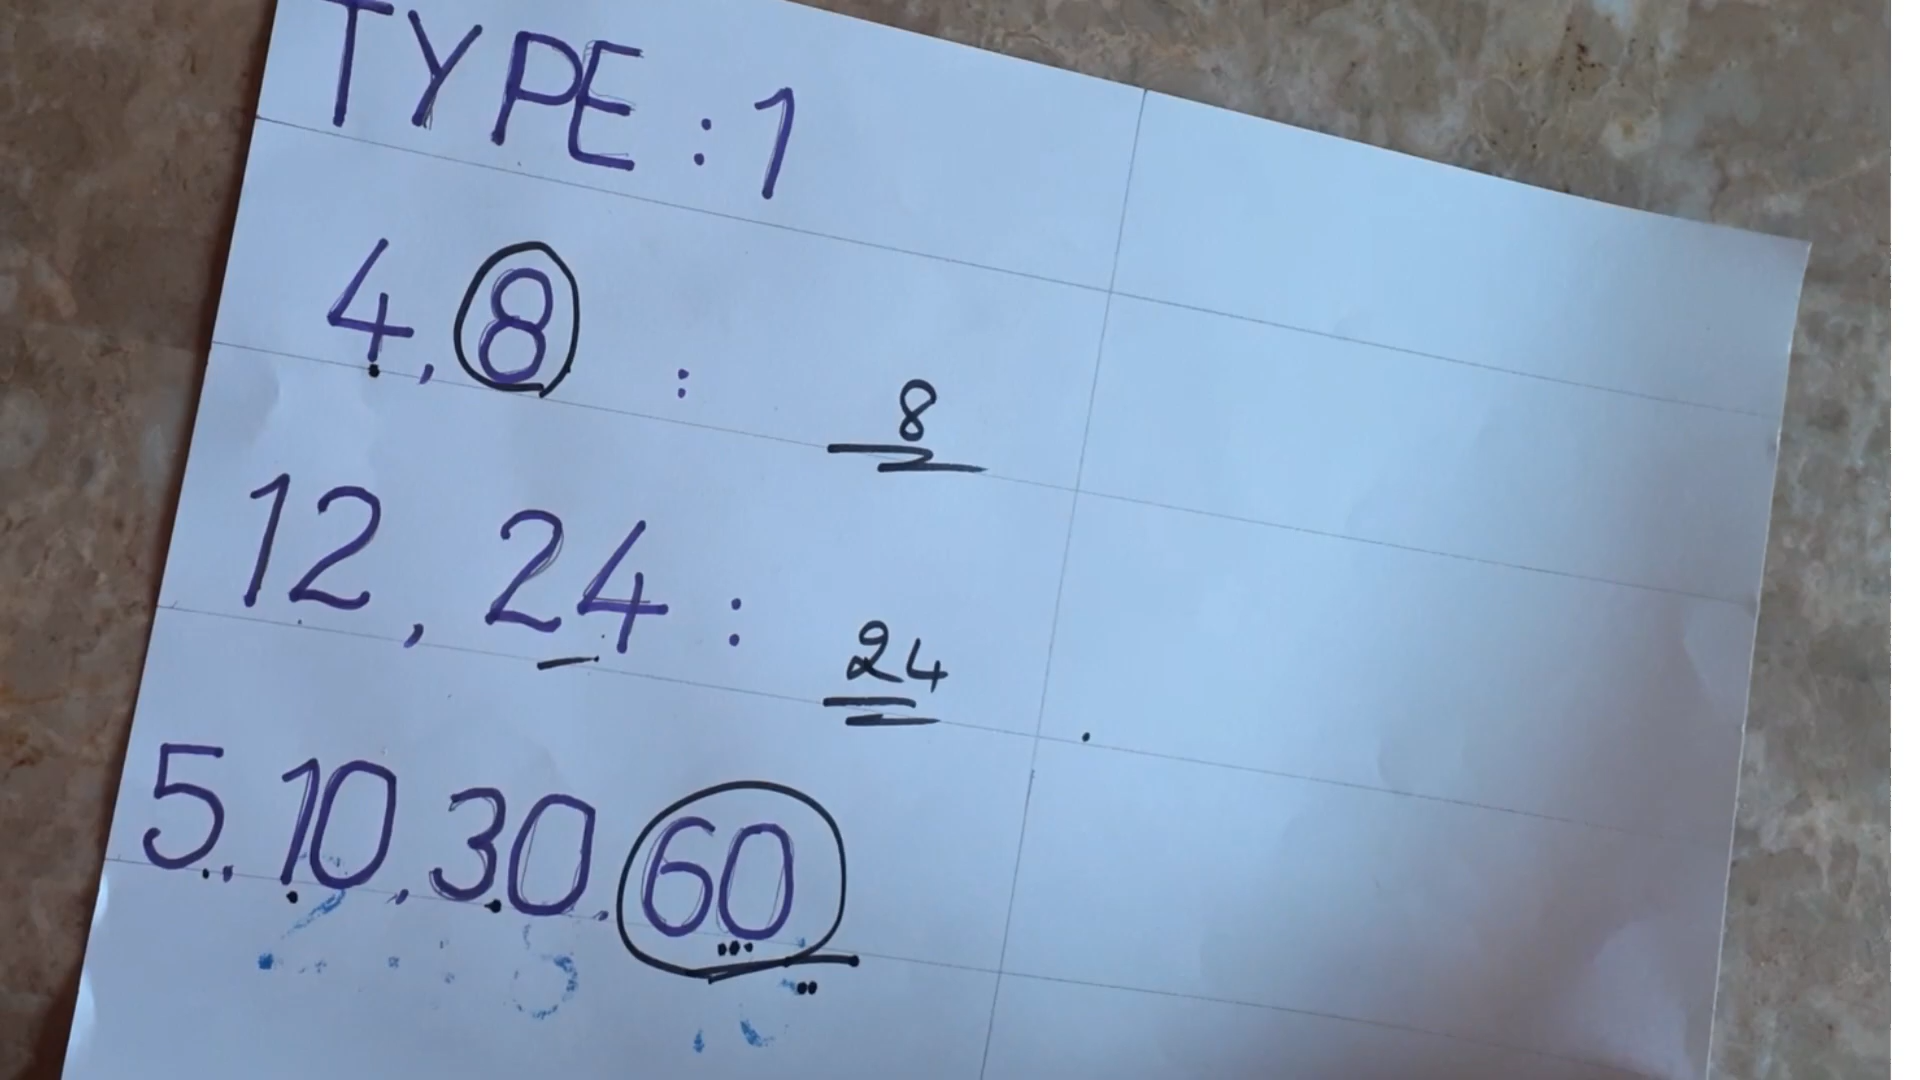 TYPE : 1
4, 8 : 8
12, 24 : 24
5, 10, 30, 60